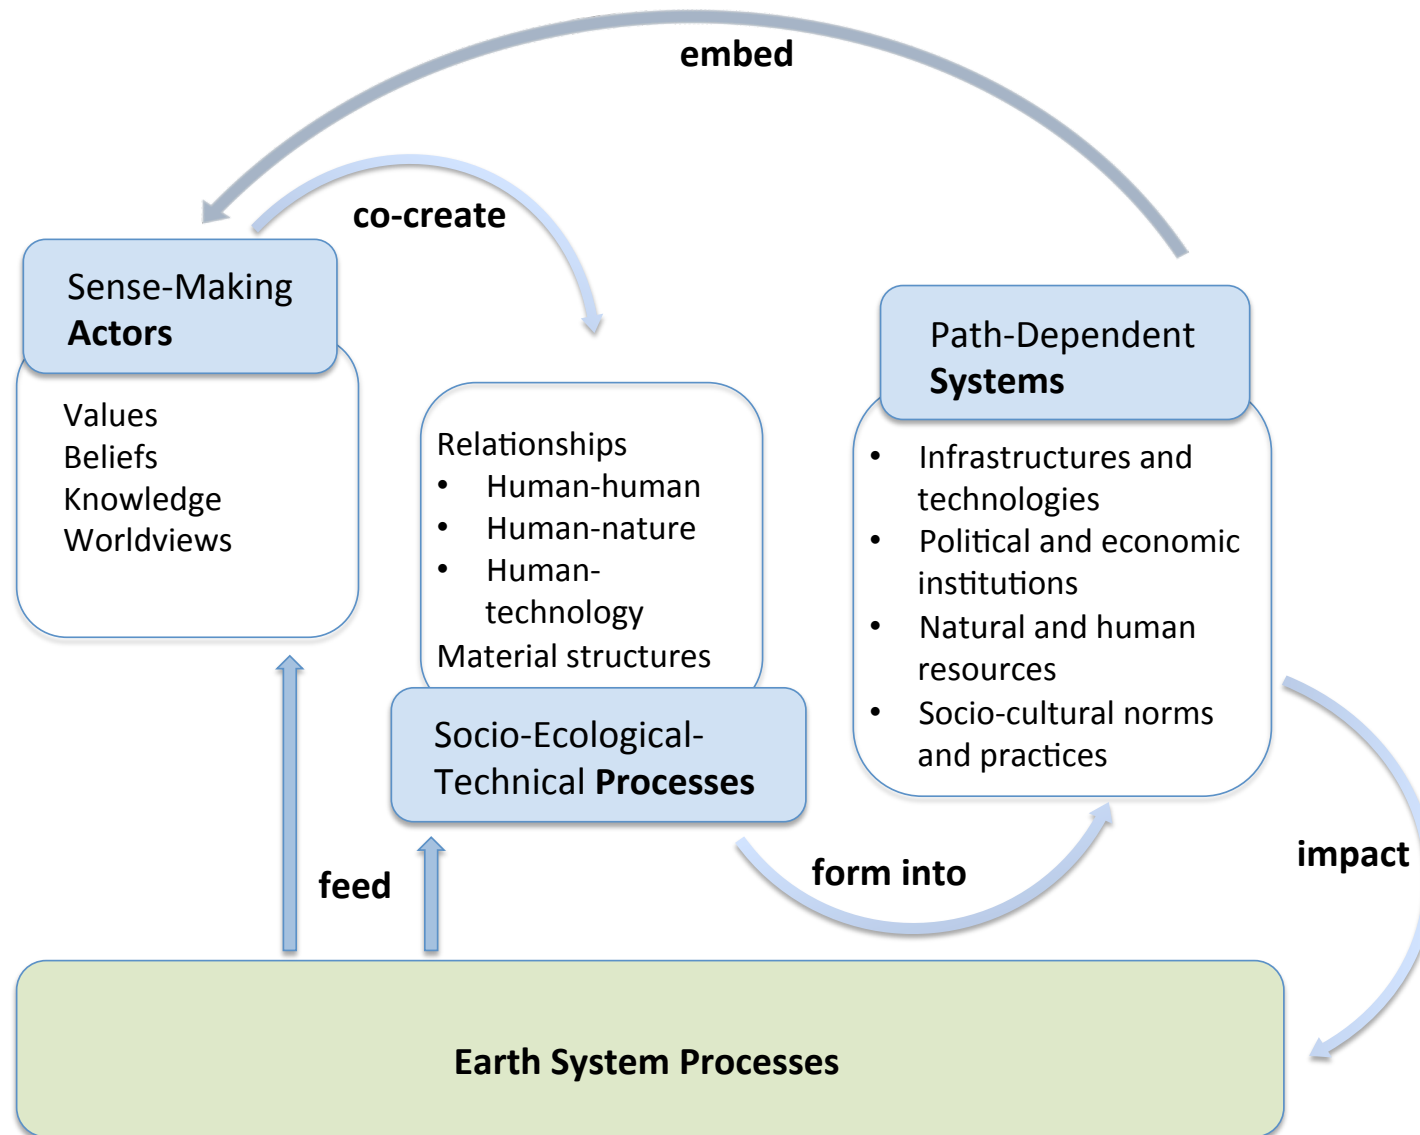 embed
co-create
Sense-Making
Actors
Values
Beliefs
Knowledge
Worldviews
Relationships
• Human-human
• Human-nature
• Human-
technology
Material structures
Socio-Ecological-
Technical Processes
Path-Dependent
Systems
• Infrastructures and
technologies
• Political and economic
institutions
• Natural and human
resources
• Socio-cultural norms
and practices
feed
form into
impact
Earth System Processes